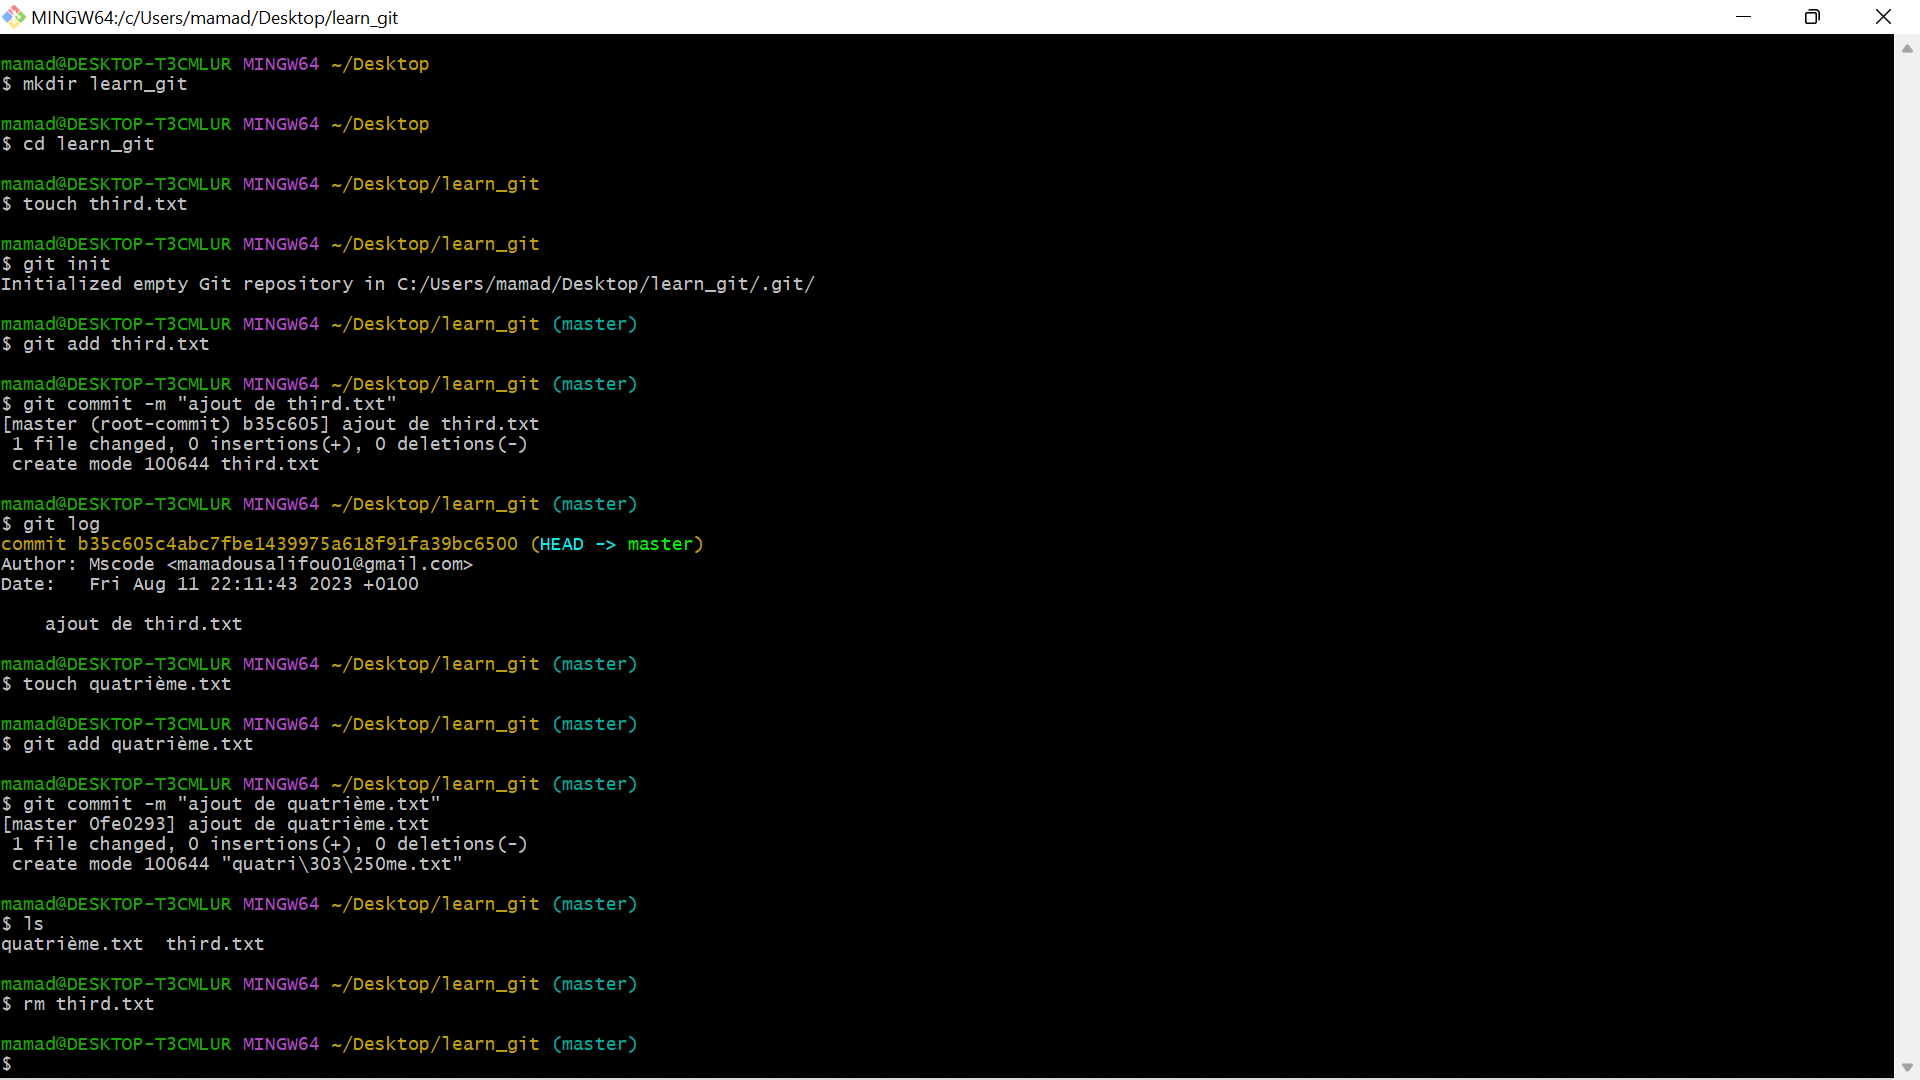 MINGW64:/c/Users/mamad/Desktop/learn_git
mamad@DESKTOP-T3CMLUR MINGW64 ~/Desktop
$ mkdir learn_git
mamad@DESKTOP-T3CMLUR MINGW64 ~/Desktop
$ cd learn_git
mamad@DESKTOP-T3CMLUR MINGW64 ~/Desktop/learn_git
$ touch third.txt
mamad@DESKTOP-T3CMLUR MINGW64 ~/Desktop/learn_git
$ git init
Initialized empty Git repository in C:/Users/mamad/Desktop/learn_git/.git/
mamad@DESKTOP-T3CMLUR MINGW64 ~/Desktop/learn_git (master)
$ git add third.txt
mamad@DESKTOP-T3CMLUR MINGW64 ~/Desktop/learn_git (master)
$ git commit -m "ajout de third.txt"
[master (root-commit) b35c605] ajout de third.txt
 1 file changed, 0 insertions(+), 0 deletions(-)
 create mode 100644 third.txt
mamad@DESKTOP-T3CMLUR MINGW64 ~/Desktop/learn_git (master)
$ git log
commit b35c605c4abc7fbe1439975a618f91fa39bc6500 (HEAD -> master)
Author: Mscode <mamadousalifou01@gmail.com>
Date:   Fri Aug 11 22:11:43 2023 +0100
    ajout de third.txt
mamad@DESKTOP-T3CMLUR MINGW64 ~/Desktop/learn_git (master)
$ touch quatrième.txt
mamad@DESKTOP-T3CMLUR MINGW64 ~/Desktop/learn_git (master)
$ git add quatrième.txt
mamad@DESKTOP-T3CMLUR MINGW64 ~/Desktop/learn_git (master)
$ git commit -m "ajout de quatrième.txt"
[master 0fe0293] ajout de quatrième.txt
 1 file changed, 0 insertions(+), 0 deletions(-)
 create mode 100644 "quatri\303\250me.txt"
mamad@DESKTOP-T3CMLUR MINGW64 ~/Desktop/learn_git (master)
$ ls
quatrième.txt  third.txt
mamad@DESKTOP-T3CMLUR MINGW64 ~/Desktop/learn_git (master)
$ rm third.txt
mamad@DESKTOP-T3CMLUR MINGW64 ~/Desktop/learn_git (master)
$